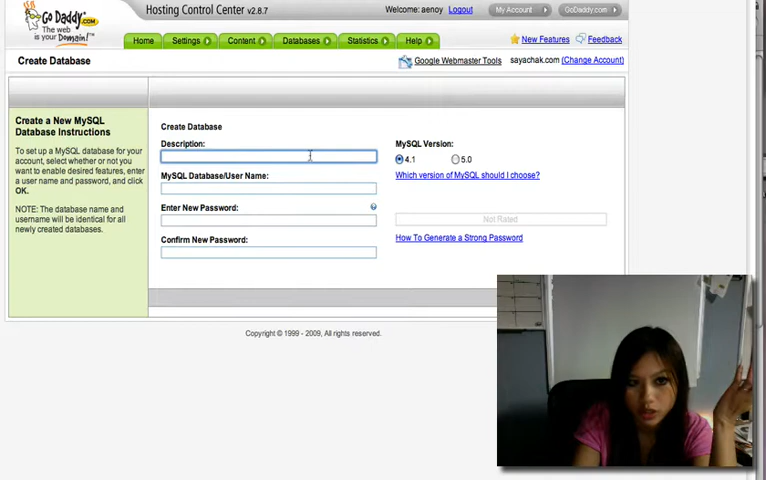 Go Daddy
.COM
The web
is your Domain!™
Hosting Control Center v2.8.7
Welcome: aenoy Logout
My Account
GoDaddy.com
Home Settings Content Databases Statistics Help
New Features Feedback
Create Database
Google Webmaster Tools
sayachak.com (Change Account)
Create a New MySQL
Database Instructions
To set up a MySQL database for your
account, select whether or not you
want to enable desired features, enter
a user name and password, and click
OK.
NOTE: The database name and
username will be identical for all
newly created databases.
Create Database
Description:
MySQL Database/User Name:
Enter New Password:
Confirm New Password:
MySQL Version:
4.1 5.0
Which version of MySQL should I choose?
Not Rated
How To Generate a Strong Password
Copyright © 1999 - 2009, All rights reserved.